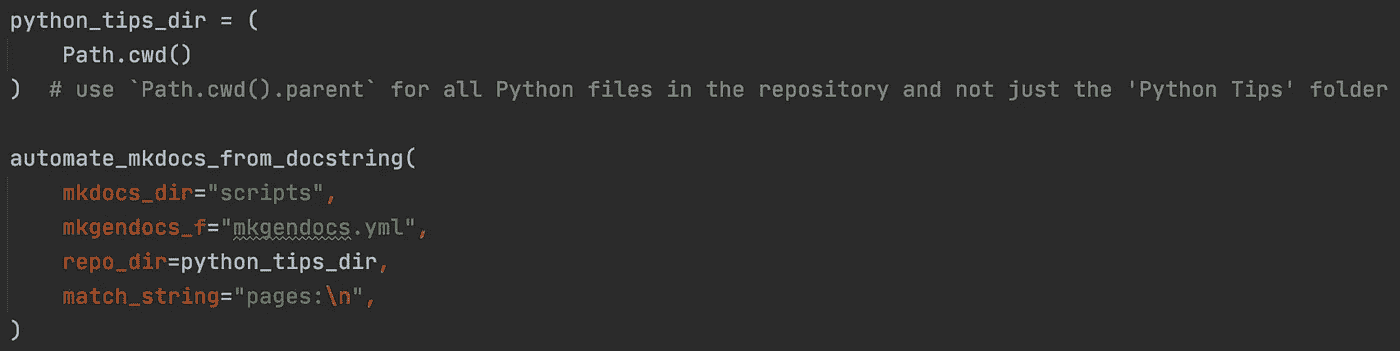 python_tips_dir = (
    Path.cwd()
)  # use `Path.cwd().parent` for all Python files in the repository and not just the 'Python Tips' folder

automate_mkdocs_from_docstring(
    mkdocs_dir="scripts",
    mkgendocs_f="mkgendocs.yml",
    repo_dir=python_tips_dir,
    match_string="pages:\n",
)